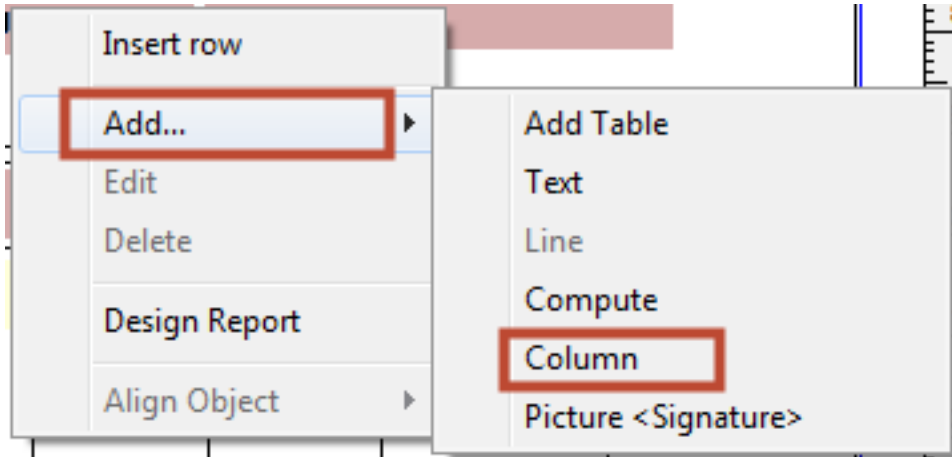 Insert row
Add...
Edit
Delete
Design Report
Align Object
Add Table
Text
Line
Compute
Column
Picture <Signature>